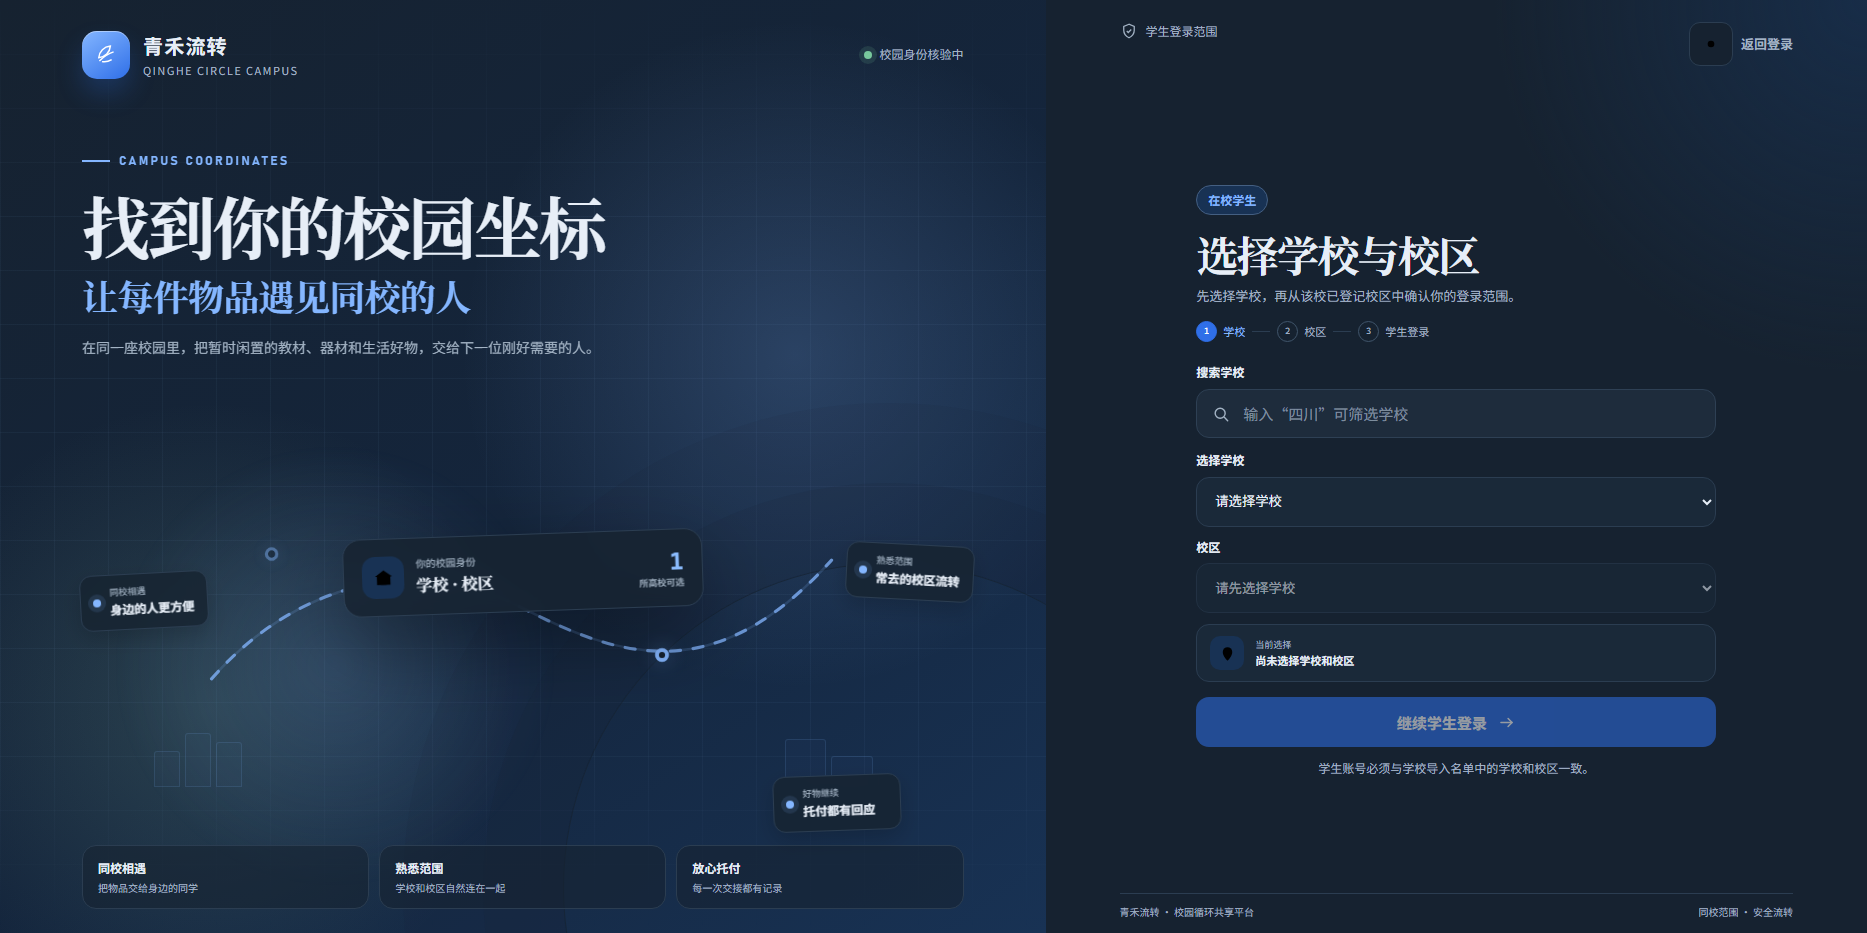 青禾流转
QINGHE CIRCLE CAMPUS
校园身份核验中
CAMPUS COORDINATES
找到你的校园坐标
让每件物品遇见同校的人
在同一座校园里，把暂时闲置的教材、器材和生活好物，交给下一位刚好需要的人。
同校相遇
身边的人更方便
你的校园身份
学校 · 校区
1
所高校可选
熟悉范围
常去的校区流转
好物继续
托付都有回应
同校相遇
把物品交给身边的同学
熟悉范围
学校和校区自然连在一起
放心托付
每一次交接都有记录
学生登录范围
返回登录
在校学生
选择学校与校区
先选择学校，再从该校已登记校区中确认你的登录范围。
1 学校 2 校区 3 学生登录
搜索学校
输入“四川”可筛选学校
选择学校
请选择学校
校区
请先选择学校
当前选择
尚未选择学校和校区
继续学生登录 →
学生账号必须与学校导入名单中的学校和校区一致。
青禾流转 · 校园循环共享平台
同校范围 · 安全流转